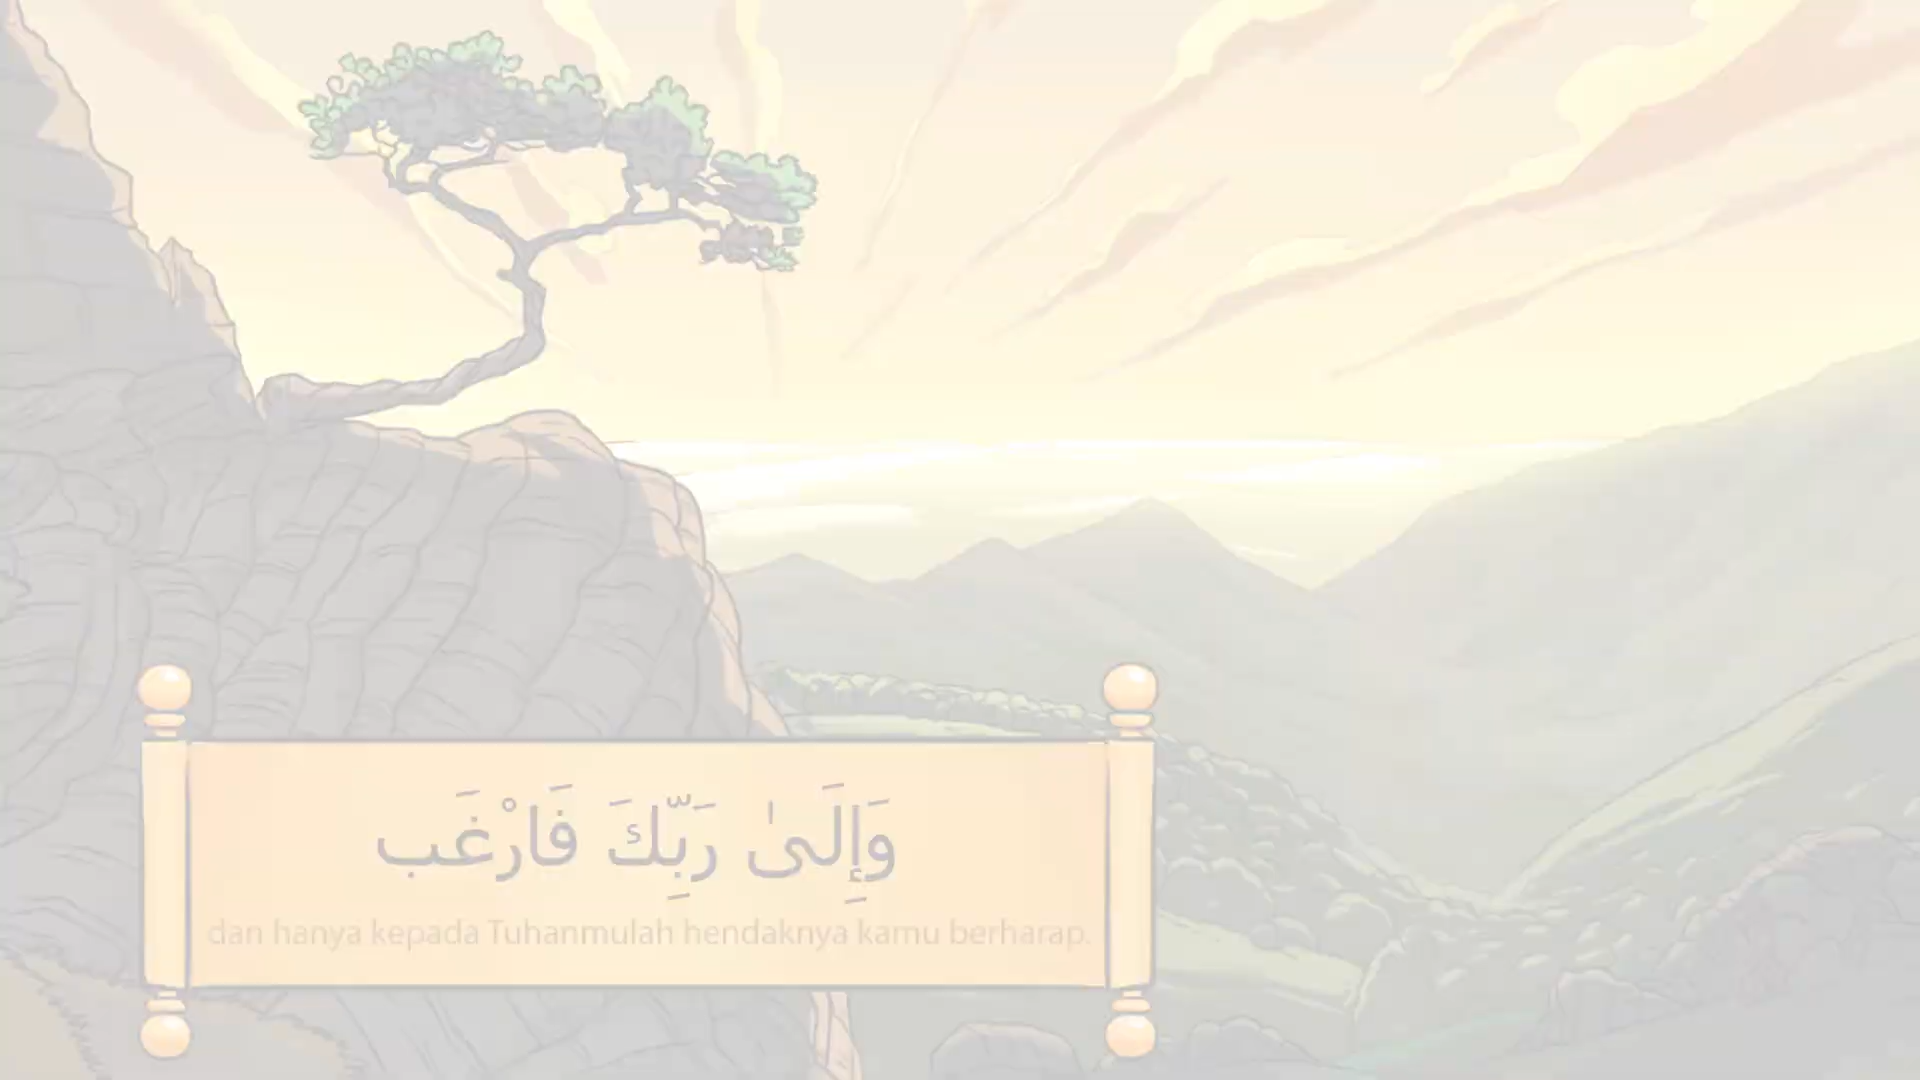 وَإِلَىٰ رَبِّكَ فَارْغَب
dan hanya kepada Tuhanmulah hendaknya kamu berharap.